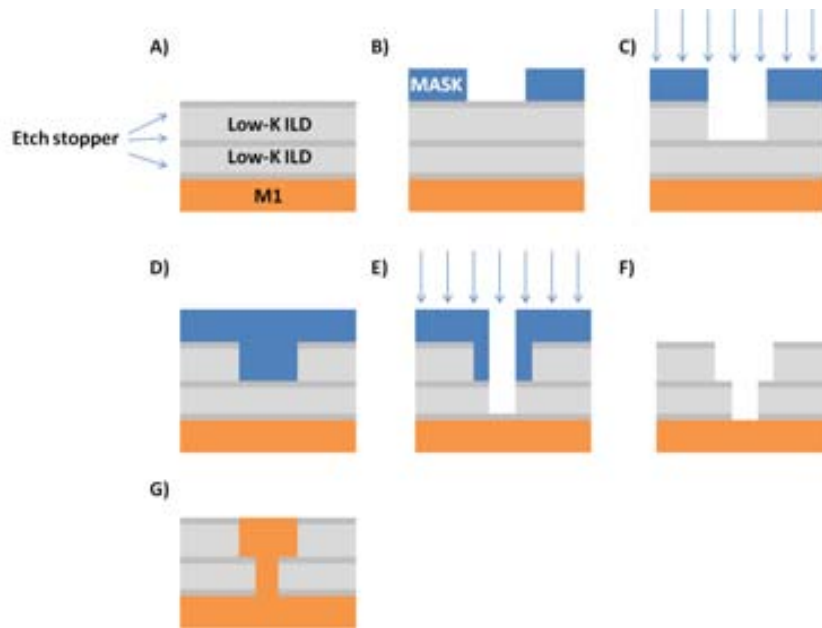 A)
B)
C)
MASK
Low-K ILD
Etch stopper
Low-K ILD
M1
D)
E)
F)
G)